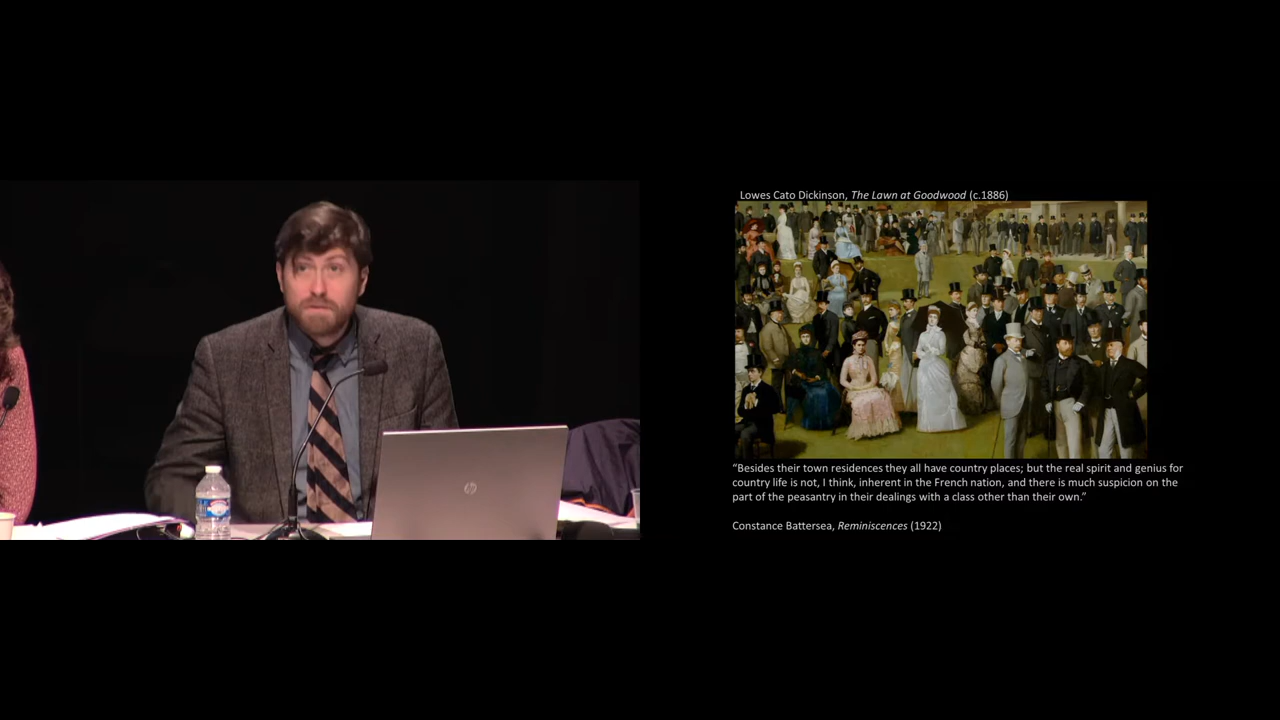 Lowes Cato Dickinson, The Lawn at Goodwood (c.1886)
“Besides their town residences they all have country places; but the real spirit and genius for
country life is not, I think, inherent in the French nation, and there is much suspicion on the
part of the peasantry in their dealings with a class other than their own.”
Constance Battersea, Reminiscences (1922)
hp